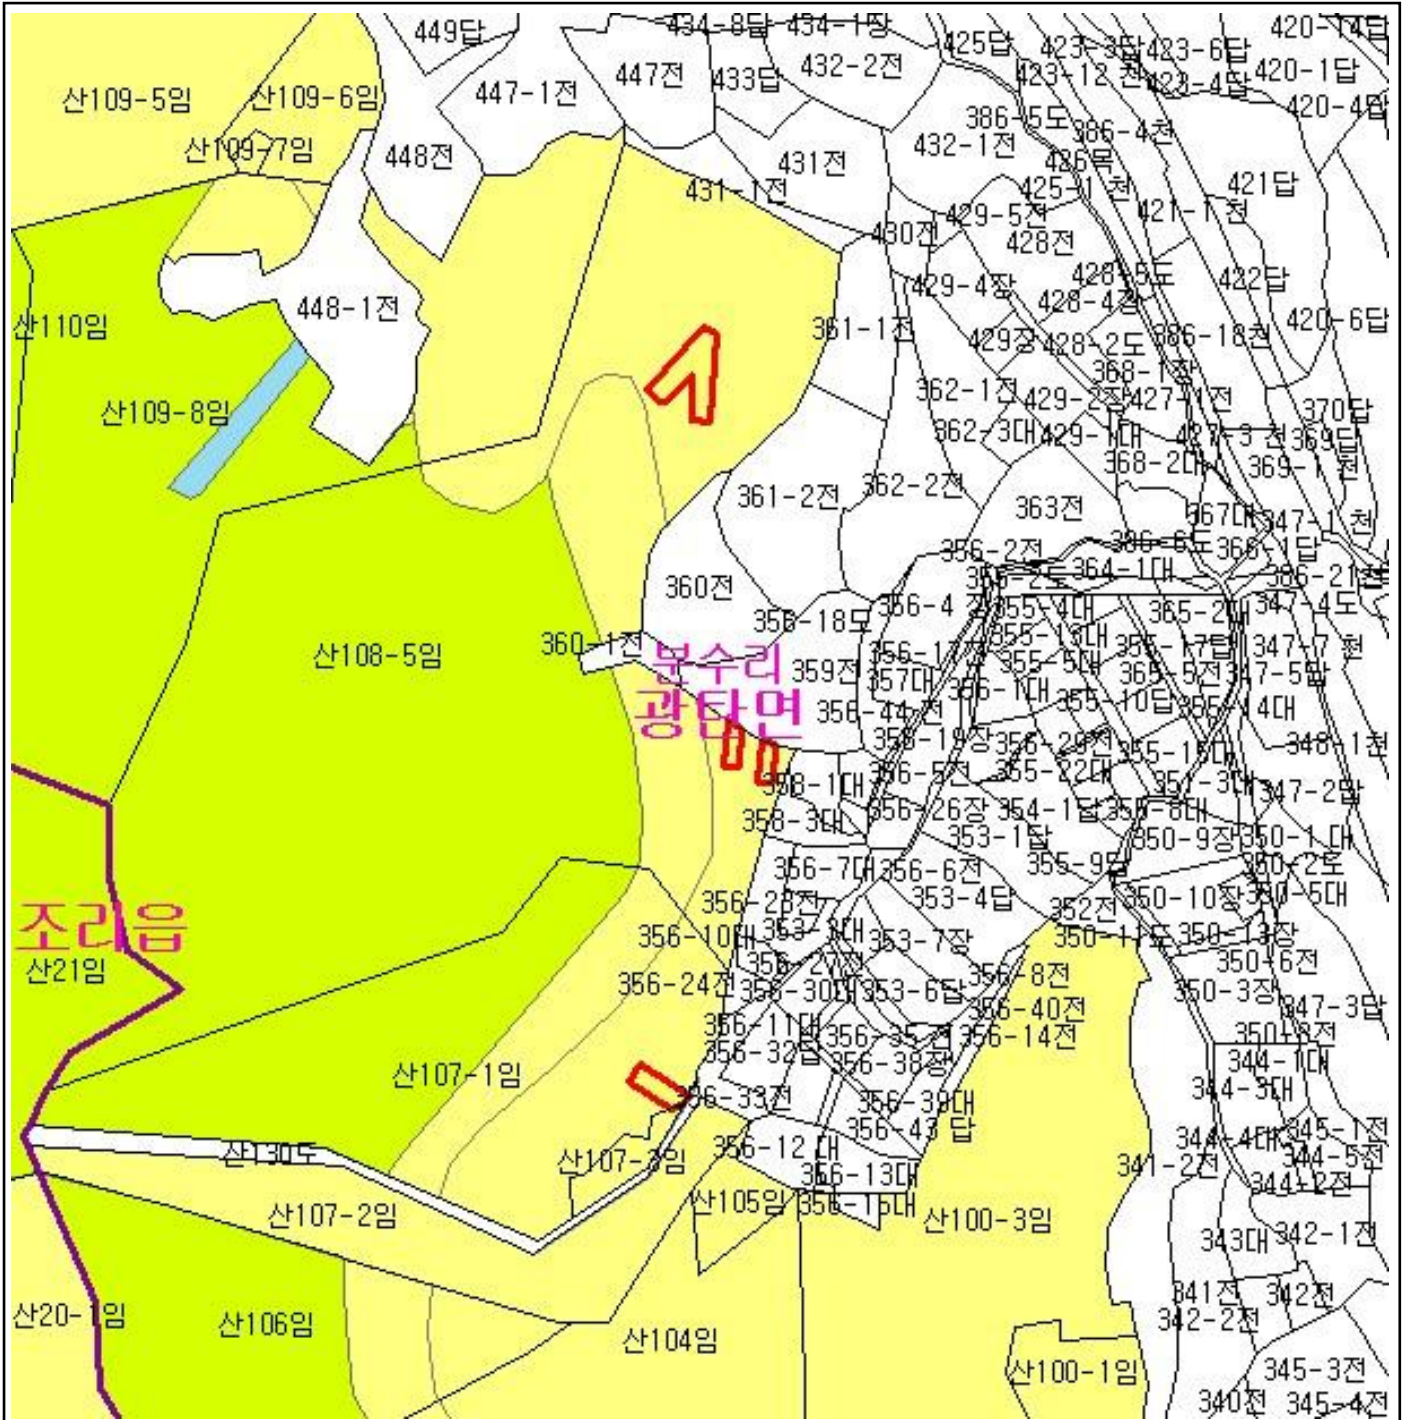 449답
434-8답
434-1장
425답
423-3답
423-6답
420-14답
산109-5임
산109-6임
447-1전
447전
433답
432-2전
423-12 천
423-4답
420-1답
420-4답
산109-7임
448전
431전
432-1전
386-5도
386-4천
426목
431-1전
425-1 천
421답
430전
429-5전
428전
421-1 천
산110임
448-1전
361-1전
429-4장
428-5도
428-4장
422답
420-6답
429장
428-2도
386-18천
368-1장
산109-8임
362-1전
429-2장
427-1전
370답
362-3대
429-1대
427-3 전
369답
368-2대
369-1 천
361-2전
362-2전
363전
367대
347-1 천
356-2전
386-6도
366-1답
364-1대
386-21천
360전
356-18도
356-4 장
355-4대
365-2대
347-4도
산108-5임
360-1전
분수리
359전
355-13대
355-17답
347-7 천
357대
355-5대
365-5전
347-5답
광탄면
356-44 전
356-1대
355-10답
355-14대
356-19장
356-29전
355-15대
348-1천
358-1대
356-5전
355-22대
351-3대
347-2답
358-3대
356-26장
354-1답
355-8대
353-1답
350-9장
350-1 대
356-7대
356-6전
355-9답
350-2도
조리읍
356-23전
353-4답
352전
350-10장
350-5대
356-10대
353-3대
353-7장
350-11도
350-13장
산21임
356-24전
356-27전
356-8전
350-6전
356-30대
353-6답
350-3장
347-3답
356-11대
356-40전
356-35전
356-14전
350-8전
산107-1임
356-32답
356-38장
344-1대
356-33전
356-39대
344-3대
산130도
356-12 대
356-43 답
344-4대
345-1전
산107-3임
356-13대
341-2전
344-5전
산107-2임
산105임
356-15대
산100-3임
344-2전
343대
342-1전
산20-1임
산106임
산104임
341전
342전
342-2전
산100-1임
345-3전
340전
345-4전